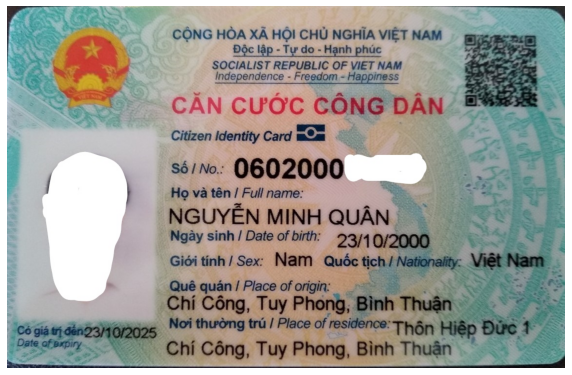 CỘNG HÒA XÃ HỘI CHỦ NGHĨA VIỆT NAM
Độc lập - Tự do - Hạnh phúc
SOCIALIST REPUBLIC OF VIET NAM
Independence - Freedom - Happiness
CĂN CƯỚC CÔNG DÂN
Citizen Identity Card
Số / No.: 0602000
Họ và tên / Full name:
NGUYỄN MINH QUÂN
Ngày sinh / Date of birth: 23/10/2000
Giới tính / Sex: Nam Quốc tịch / Nationality: Việt Nam
Quê quán / Place of origin:
Chí Công, Tuy Phong, Bình Thuận
Nơi thường trú / Place of residence: Thôn Hiệp Đức 1
Chí Công, Tuy Phong, Bình Thuận
Có giá trị đến 23/10/2025
Date of expiry